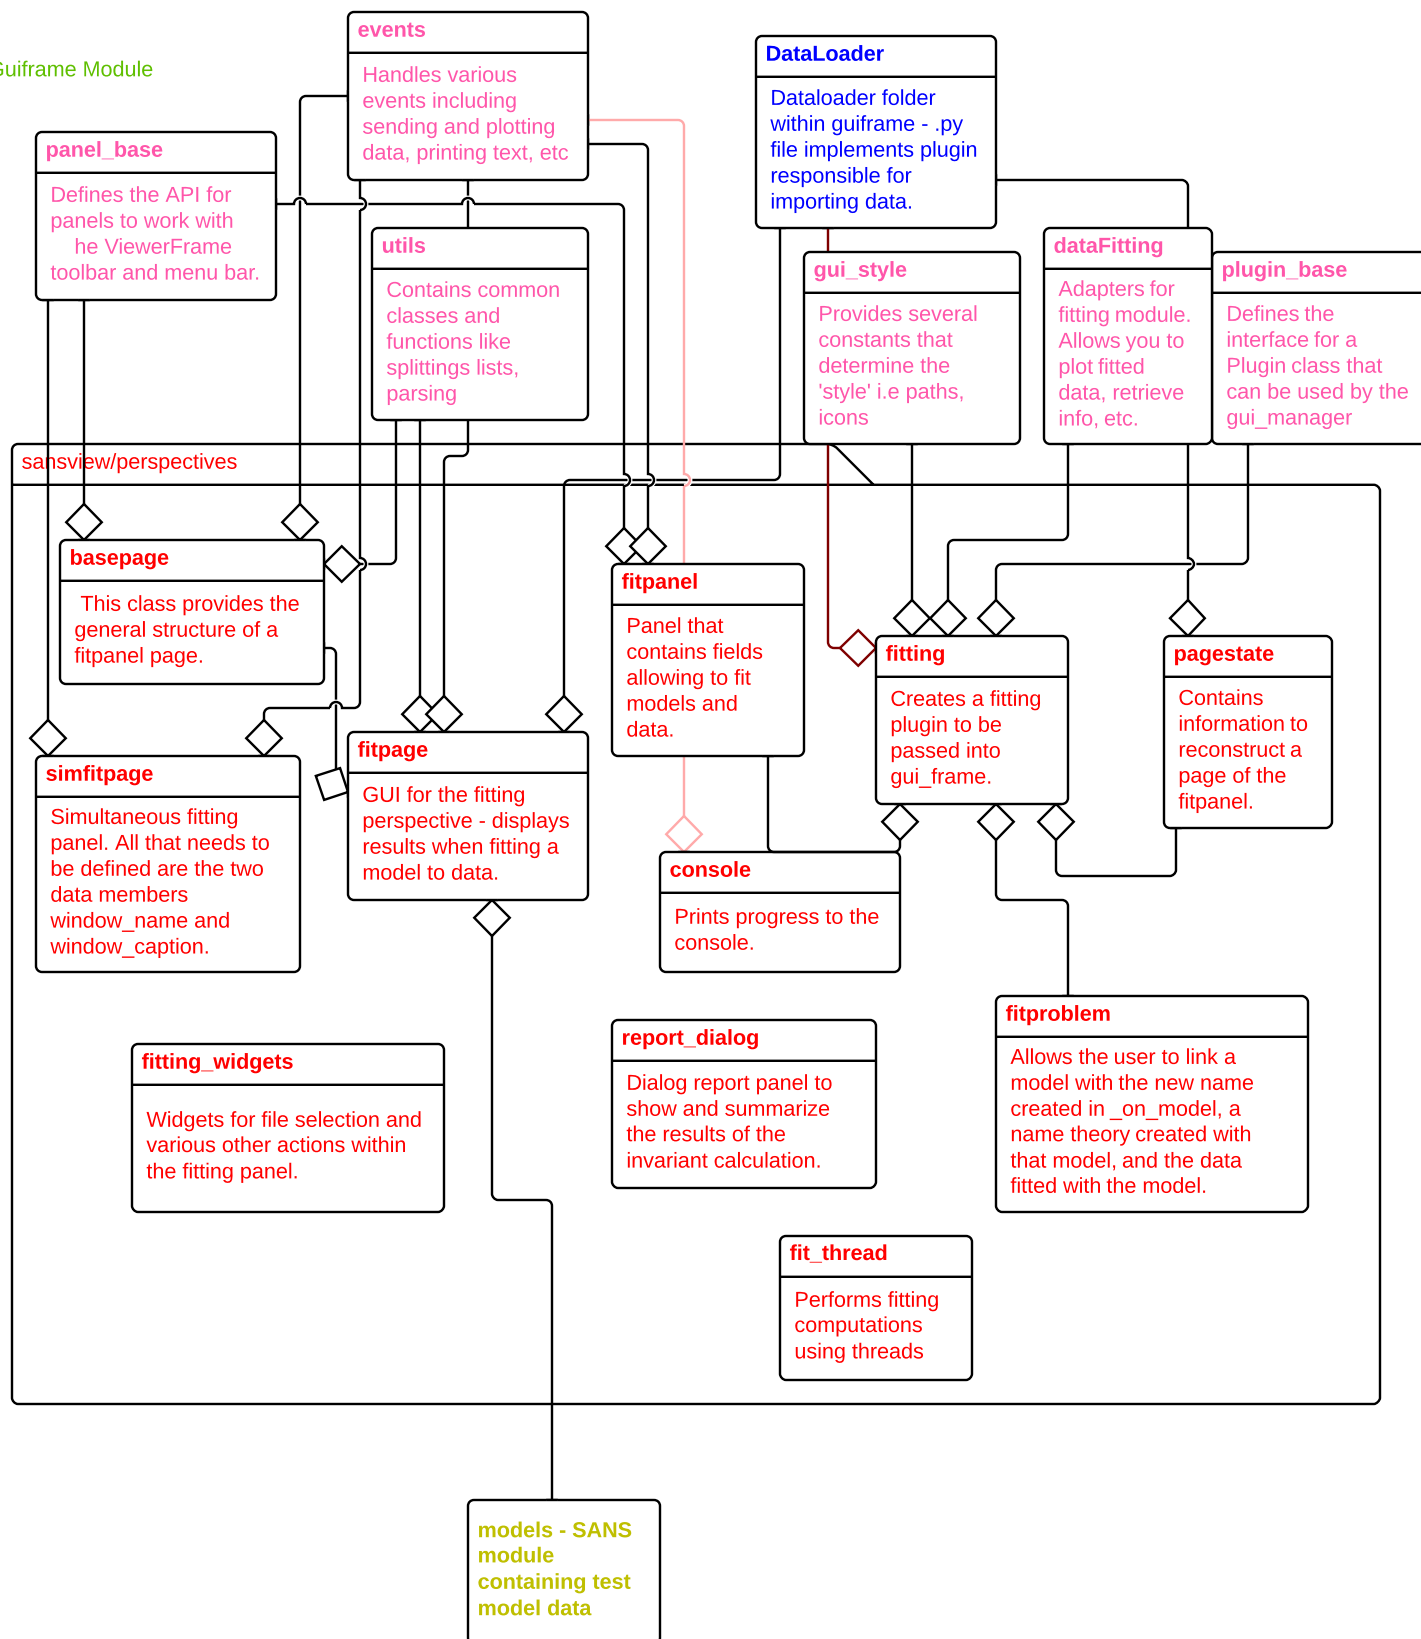 events
Handles various
events including
sending and plotting
data, printing text, etc
DataLoader
Dataloader folder
within guiframe - .py
file implements plugin
responsible for
importing data.
Guiframe Module
panel_base
Defines the API for
panels to work with
he ViewerFrame
toolbar and menu bar.
utils
Contains common
classes and
functions like
splittings lists,
parsing
gui_style
Provides several
constants that
determine the
'style' i.e paths,
icons
dataFitting
Adapters for
fitting module.
Allows you to
plot fitted
data, retrieve
info, etc.
plugin_base
Defines the
interface for a
Plugin class that
can be used by the
gui_manager
sansview/perspectives
basepage
This class provides the
general structure of a
fitpanel page.
fitpanel
Panel that
contains fields
allowing to fit
models and
data.
fitting
Creates a fitting
plugin to be
passed into
gui_frame.
pagestate
Contains
information to
reconstruct a
page of the
fitpanel.
simfitpage
Simultaneous fitting
panel. All that needs to
be defined are the two
data members
window_name and
window_caption.
fitpage
GUI for the fitting
perspective - displays
results when fitting a
model to data.
console
Prints progress to the
console.
fitting_widgets
Widgets for file selection and
various other actions within
the fitting panel.
report_dialog
Dialog report panel to
show and summarize
the results of the
invariant calculation.
fitproblem
Allows the user to link a
model with the new name
created in _on_model, a
name theory created with
that model, and the data
fitted with the model.
fit_thread
Performs fitting
computations
using threads
models - SANS
module
containing test
model data